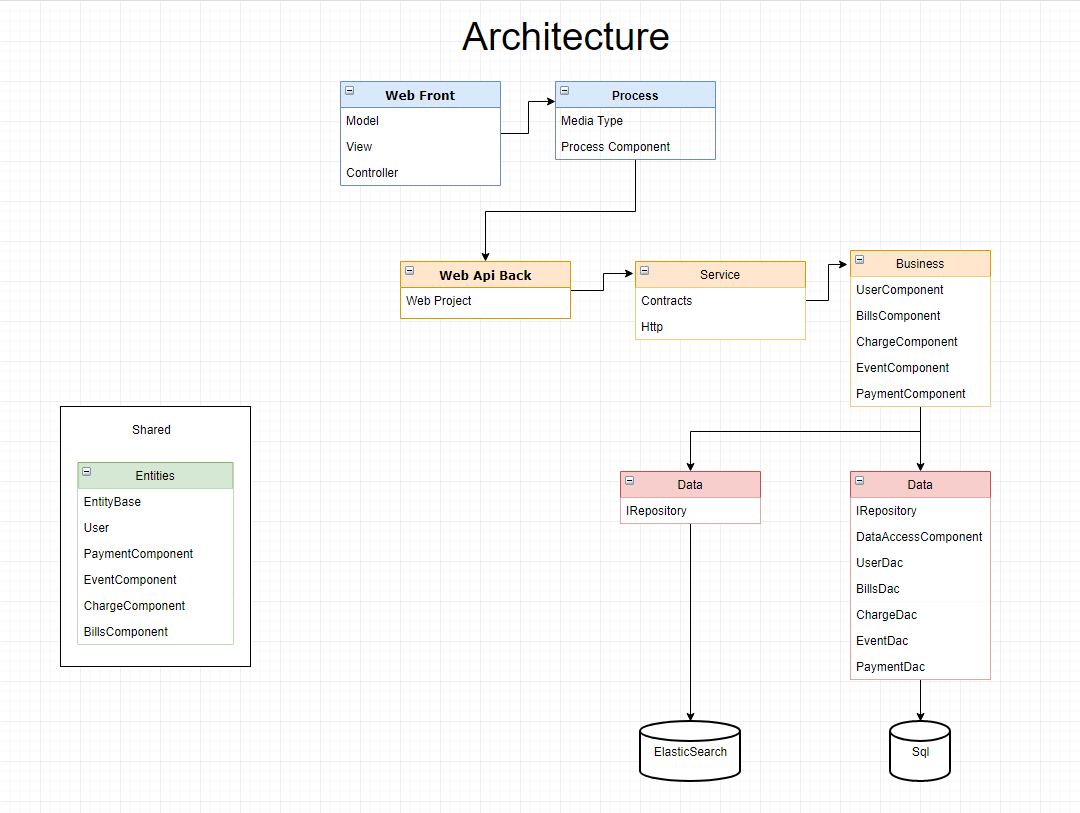 Architecture
Web Front
Model
View
Controller
Process
Media Type
Process Component
Web Api Back
Web Project
Service
Contracts
Http
Business
UserComponent
BillsComponent
ChargeComponent
EventComponent
PaymentComponent
Shared
Entities
EntityBase
User
PaymentComponent
EventComponent
ChargeComponent
BillsComponent
Data
IRepository
Data
IRepository
DataAccessComponent
UserDac
BillsDac
ChargeDac
EventDac
PaymentDac
ElasticSearch
Sql